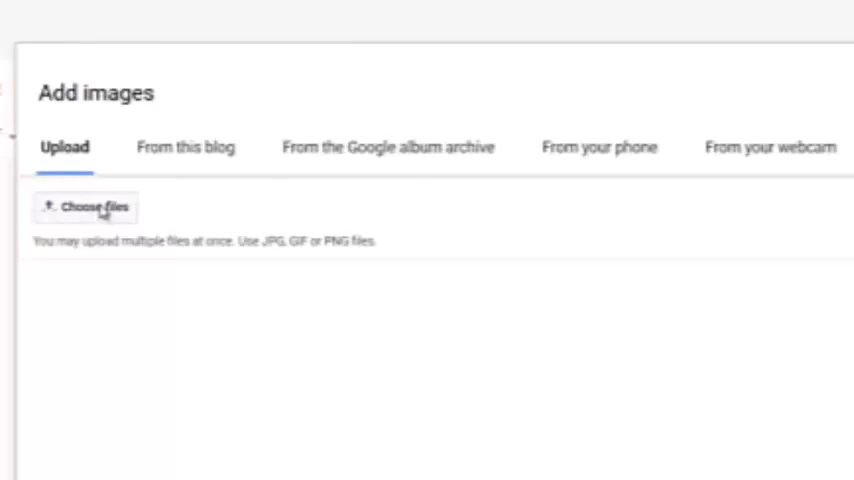 Add images
Upload From this blog From the Google album archive From your phone From your webcam
Choose files
You may upload multiple files at once. Use JPG, GIF or PNG files.